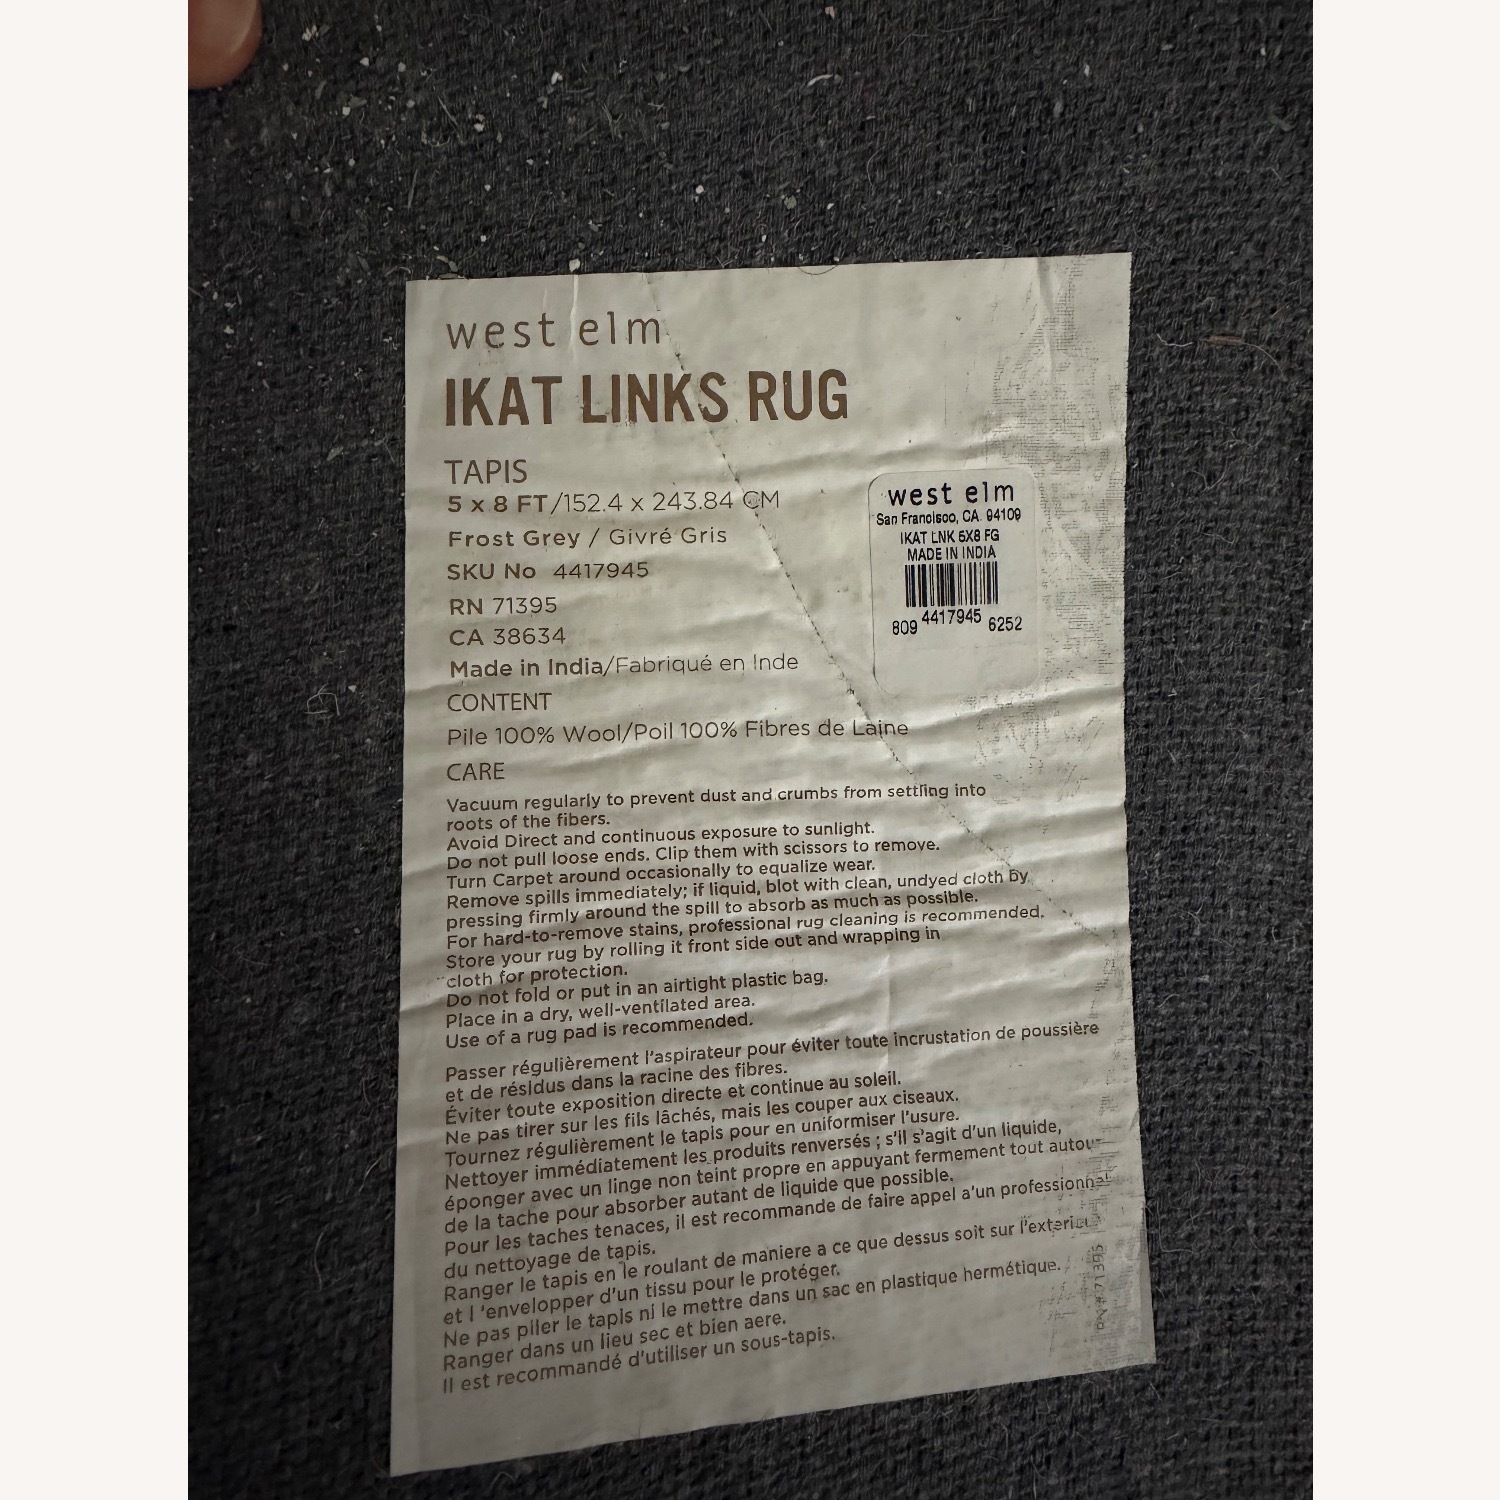 west elm
IKAT LINKS RUG
TAPIS
5 x 8 FT/152.4 x 243.84 CM
Frost Grey / Givré Gris
SKU No 4417945
RN 71395
CA 38634
Made in India/Fabriqué en Inde
CONTENT
Pile 100% Wool/Poil 100% Fibres de Laine
CARE
Vacuum regularly to prevent dust and crumbs from settling into
roots of the fibers.
Avoid Direct and continuous exposure to sunlight.
Do not pull loose ends. Clip them with scissors to remove.
Turn Carpet around occasionally to equalize wear.
Remove spills immediately; if liquid, blot with clean, undyed cloth by
pressing firmly around the spill to absorb as much as possible.
For hard-to-remove stains, professional rug cleaning is recommended.
Store your rug by rolling it front side out and wrapping in
cloth for protection.
Do not fold or put in an airtight plastic bag.
Place in a dry, well-ventilated area.
Use of a rug pad is recommended.
Passer régulièrement l'aspirateur pour éviter toute incrustation de poussière
et de résidus dans la racine des fibres.
Éviter toute exposition directe et continue au soleil.
Ne pas tirer sur les fils lâchés, mais les couper aux ciseaux.
Tournez régulièrement le tapis pour en uniformiser l'usure.
Nettoyer immédiatement les produits renversés ; s'il s'agit d'un liquide,
éponger avec un linge non teint propre en appuyant fermement tout autour
de la tache pour absorber autant de liquide que possible.
Pour les taches tenaces, il est recommande de faire appel a'un professionnel
du nettoyage de tapis.
Ranger le tapis en le roulant de maniere a ce que dessus soit sur l'exterieur
et l 'envelopper d'un tissu pour le protéger.
Ne pas plier le tapis ni le mettre dans un sac en plastique hermétique.
Ranger dans un lieu sec et bien aere.
Il est recommandé d'utiliser un sous-tapis.
west elm
San Francisco, CA. 94109
IKAT LNK 5X8 FG
MADE IN INDIA
809 4417945 6252